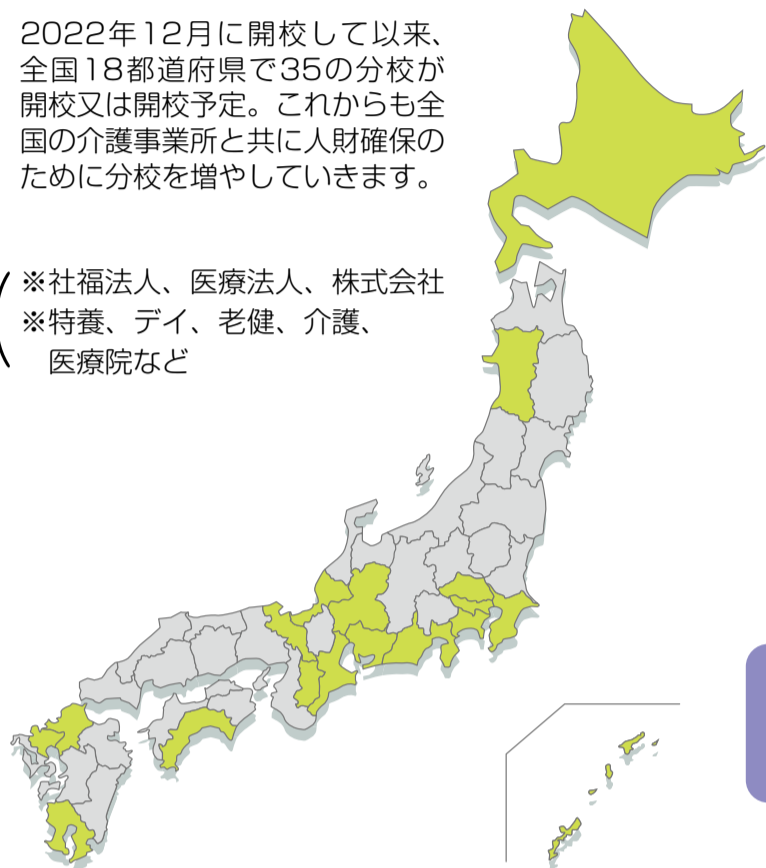 2022年12月に開校して以来、
全国18都道府県で35の分校が
開校又は開校予定。これからも全
国の介護事業所と共に人財確保の
ために分校を増やしていきます。
※社福法人、医療法人、株式会社
※特養、デイ、老健、介護、
医療院など